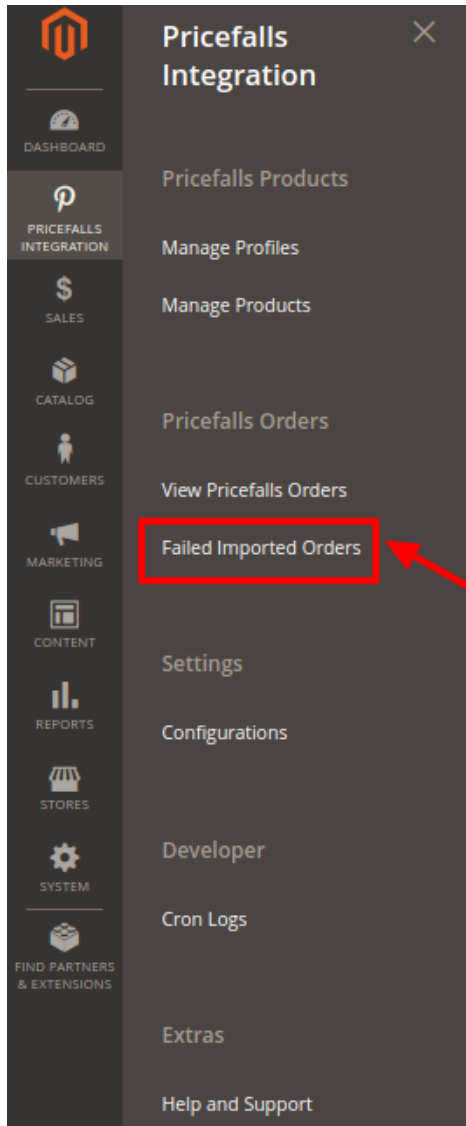 DASHBOARD
PRICEFALLS
INTEGRATION
SALES
CATALOG
CUSTOMERS
MARKETING
CONTENT
REPORTS
STORES
SYSTEM
FIND PARTNERS
& EXTENSIONS
Pricefalls
Integration
Pricefalls Products
Manage Profiles
Manage Products
Pricefalls Orders
View Pricefalls Orders
Failed Imported Orders
Settings
Configurations
Developer
Cron Logs
Extras
Help and Support